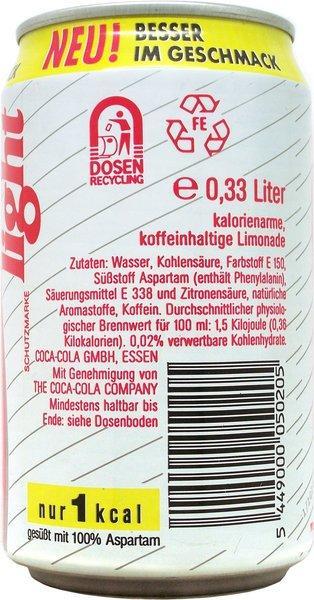 NEU! BESSER
IM GESCHMACK
light
SCHUTZMARKE
DOSEN
RECYCLING
FE
e 0,33 Liter
kalorienarme,
koffeinhaltige Limonade
Zutaten: Wasser, Kohlensäure, Farbstoff E 150,
Süßstoff Aspartam (enthält Phenylalanin),
Säuerungsmittel E 338 und Zitronensäure, natürliche
Aromastoffe, Koffein. Durchschnittlicher physiolo-
gischer Brennwert für 100 ml: 1,5 Kilojoule (0,36
Kilokalorien). 0,02% verwertbare Kohlenhydrate.
COCA-COLA GMBH, ESSEN
Mit Genehmigung von
THE COCA-COLA COMPANY
Mindestens haltbar bis
Ende: siehe Dosenboden
5 449000 050205
nur 1 kcal
gesüßt mit 100% Aspartam